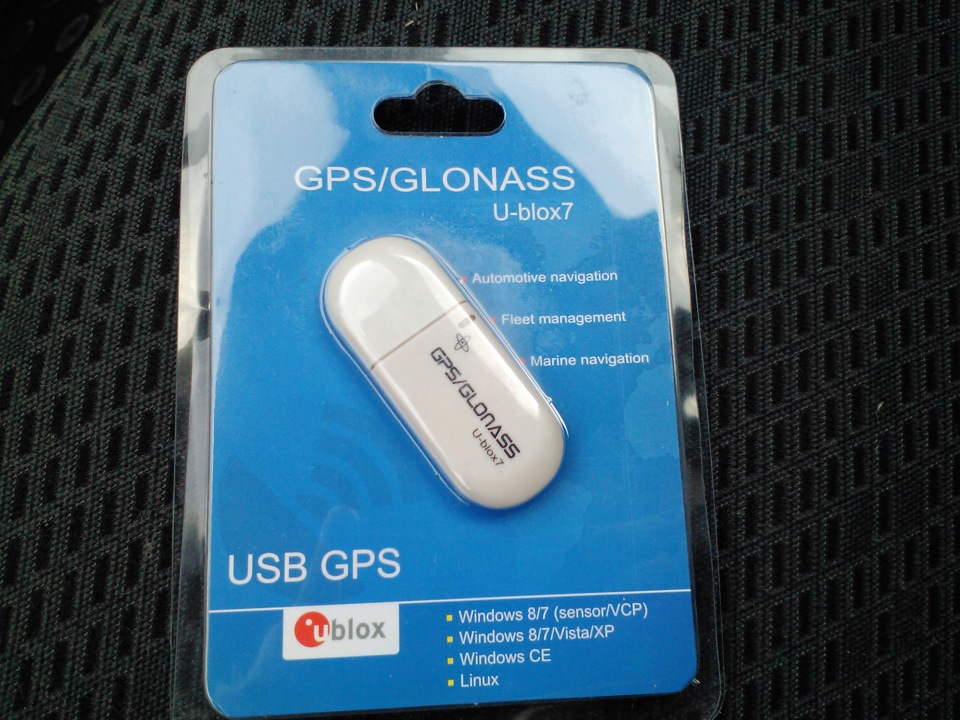 GPS/GLONASS
U-blox7
Automotive navigation
Fleet management
Marine navigation
GPS/GLONASS
U-blox7
USB GPS
ublox
Windows 8/7 (sensor/VCP)
Windows 8/7/Vista/XP
Windows CE
Linux